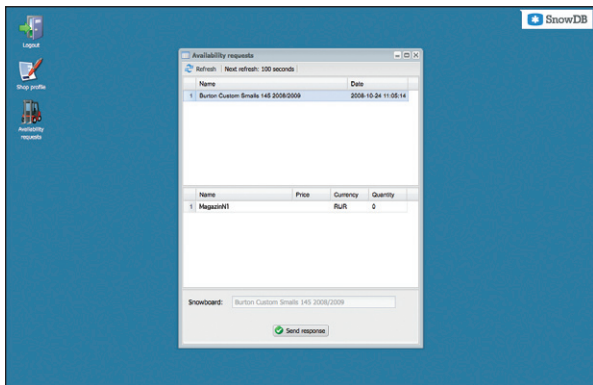 SnowDB
Logout
Shop profile
Availability requests
Availability requests
Refresh Next refresh: 100 seconds
Name Date
1 Burton Custom Smalls 145 2008/2009 2008-10-24 11:05:14
Name Price Currency Quantity
1 MagazinN1 RUR 0
Snowboard: Burton Custom Smalls 145 2008/2009
Send response